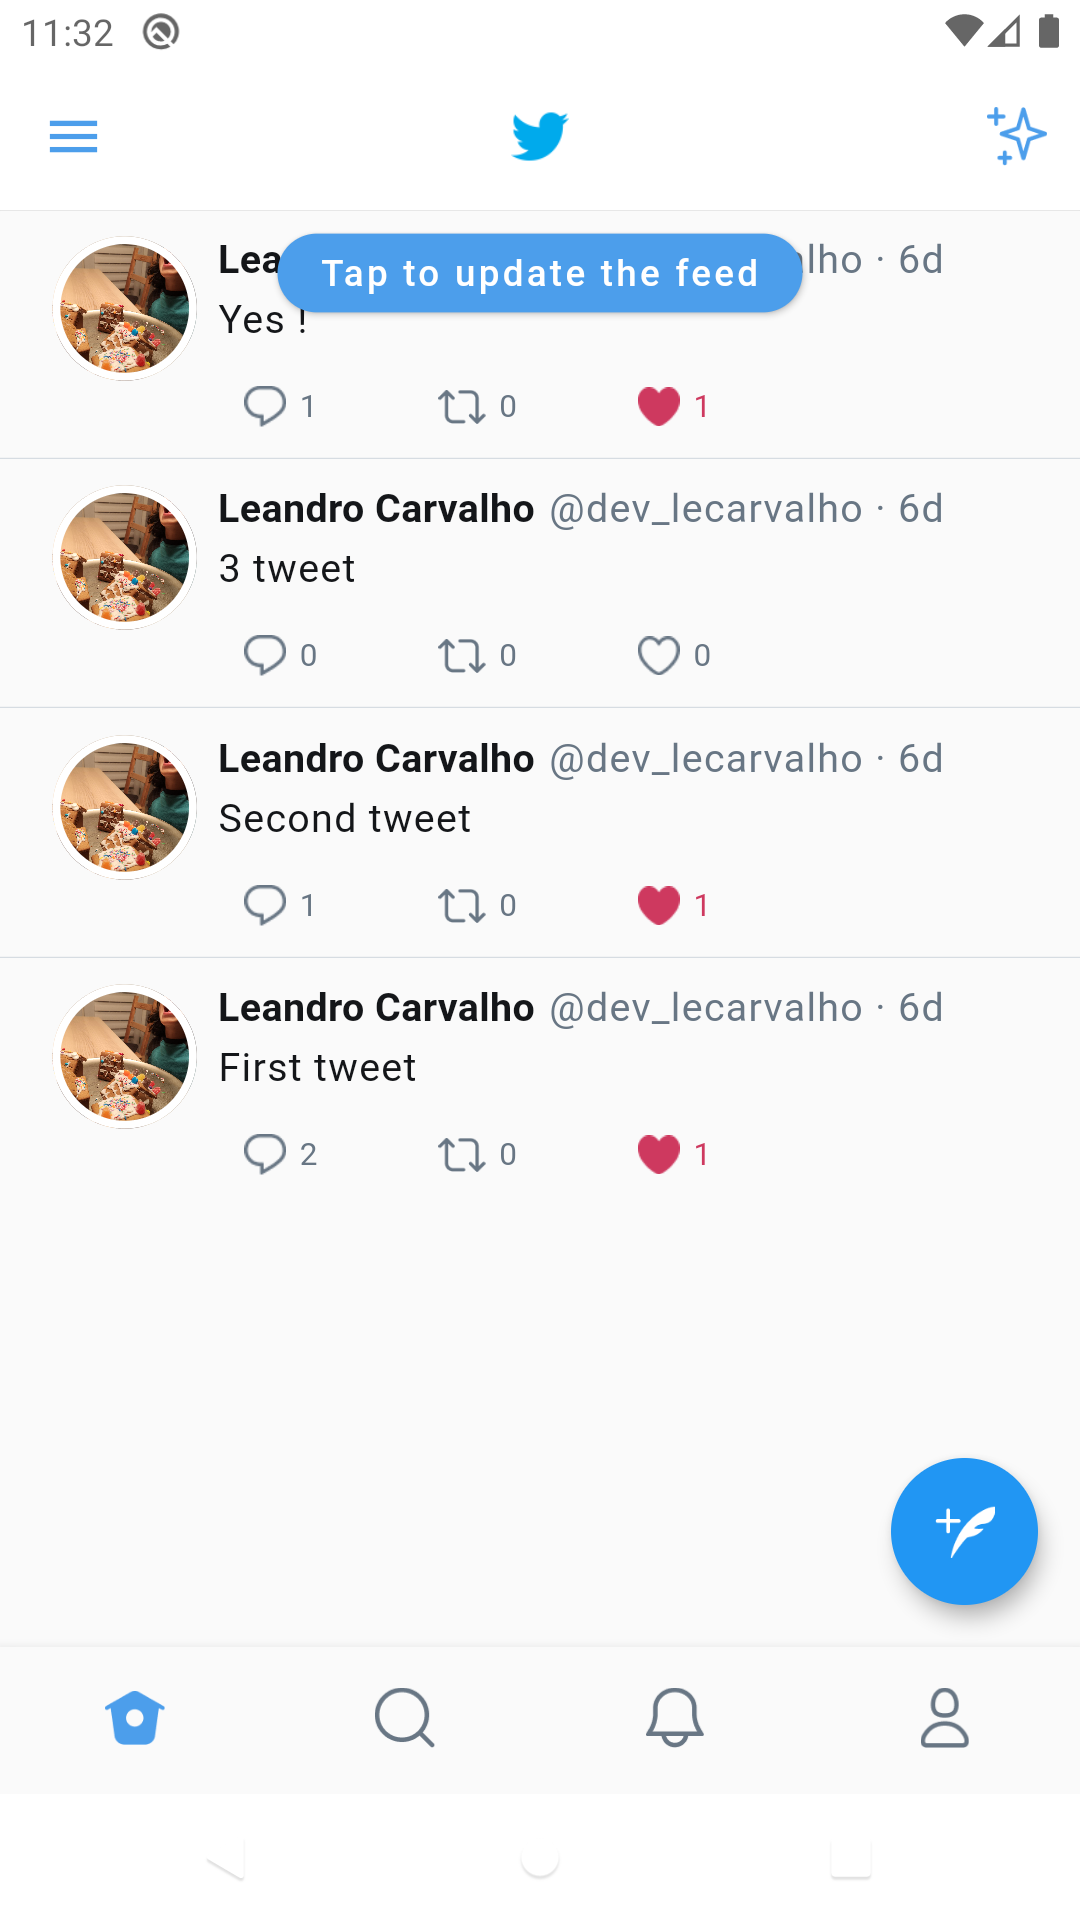 11:32
Tap to update the feed
Lea lho · 6d
Yes !
1 0 1
Leandro Carvalho @dev_lecarvalho · 6d
3 tweet
0 0 0
Leandro Carvalho @dev_lecarvalho · 6d
Second tweet
1 0 1
Leandro Carvalho @dev_lecarvalho · 6d
First tweet
2 0 1